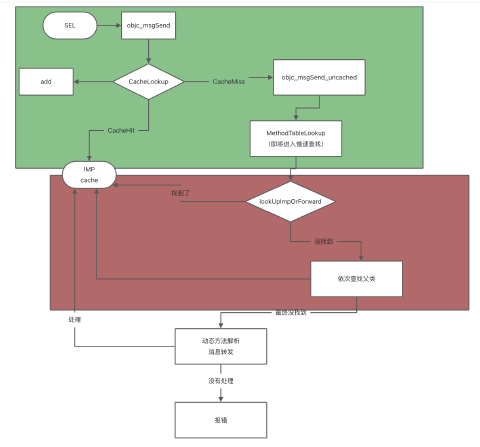 SEL
objc_msgSend
add
CacheLookup
CacheMiss
objc_msgSend_uncached
CacheHit
MethodTableLookup
(即将进入慢速查找)
IMP
cache
找到了
lookUpImpOrForward
没找到
依次查找父类
最终没找到
处理
动态方法解析
消息转发
没有处理
报错